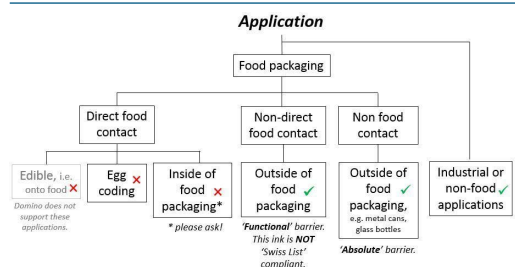 Application
Food packaging
Direct food
contact
Non-direct
food contact
Non food
contact
Edible, i.e.
onto food
Domino does not
support these
applications.
Egg
coding
Inside of
food
packaging*
* please ask!
Outside of
food
packaging
'Functional' barrier.
This ink is NOT
'Swiss List'
compliant.
Outside of
food
packaging,
e.g. metal cans,
glass bottles
'Absolute' barrier.
Industrial or
non-food
applications